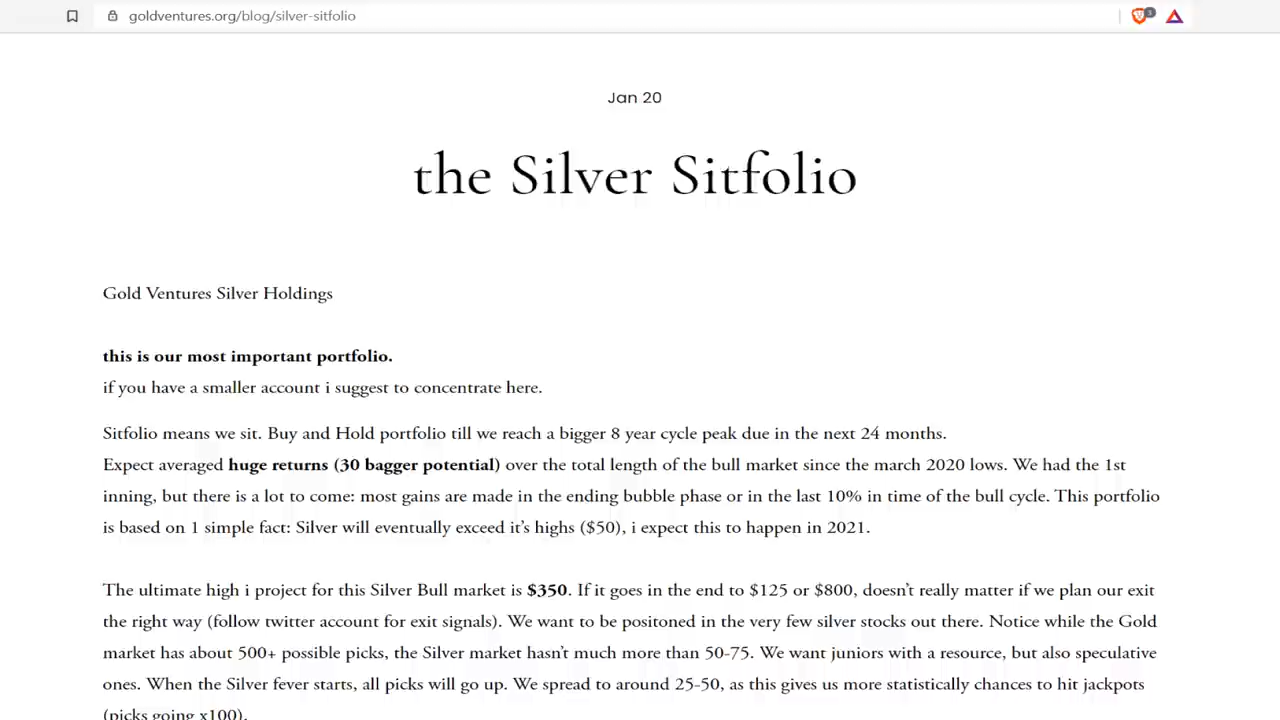 goldventures.org/blog/silver-sitfolio
3
Jan 20
the Silver Sitfolio
Gold Ventures Silver Holdings
this is our most important portfolio.
if you have a smaller account i suggest to concentrate here.
Sitfolio means we sit. Buy and Hold portfolio till we reach a bigger 8 year cycle peak due in the next 24 months.
Expect averaged huge returns (30 bagger potential) over the total length of the bull market since the march 2020 lows. We had the 1st
inning, but there is a lot to come: most gains are made in the ending bubble phase or in the last 10% in time of the bull cycle. This portfolio
is based on 1 simple fact: Silver will eventually exceed it's highs ($50), i expect this to happen in 2021.
The ultimate high i project for this Silver Bull market is $350. If it goes in the end to $125 or $800, doesn't really matter if we plan our exit
the right way (follow twitter account for exit signals). We want to be positoned in the very few silver stocks out there. Notice while the Gold
market has about 500+ possible picks, the Silver market hasn't much more than 50-75. We want juniors with a resource, but also speculative
ones. When the Silver fever starts, all picks will go up. We spread to around 25-50, as this gives us more statistically chances to hit jackpots
(picks going x100).